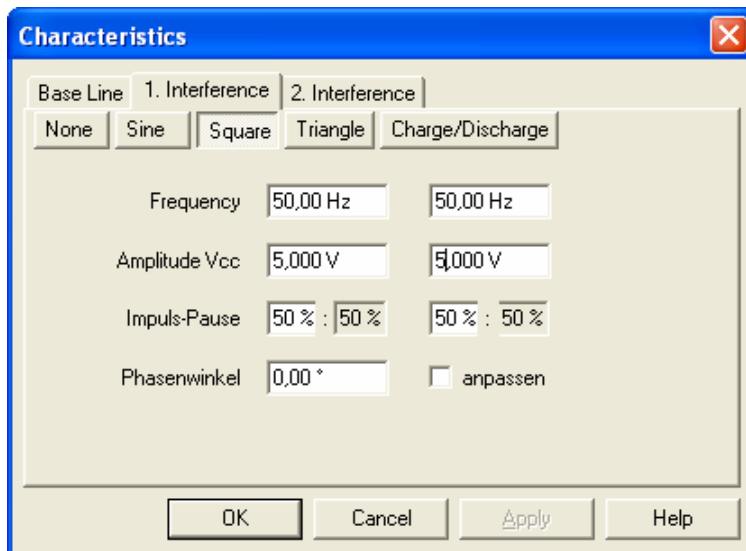 Characteristics
Base Line 1. Interference 2. Interference
None Sine Square Triangle Charge/Discharge
Frequency 50,00 Hz 50,00 Hz
Amplitude Vcc 5,000 V 5,000 V
Impuls-Pause 50 % : 50 % 50 % : 50 %
Phasenwinkel 0,00 ° anpassen
OK Cancel Apply Help